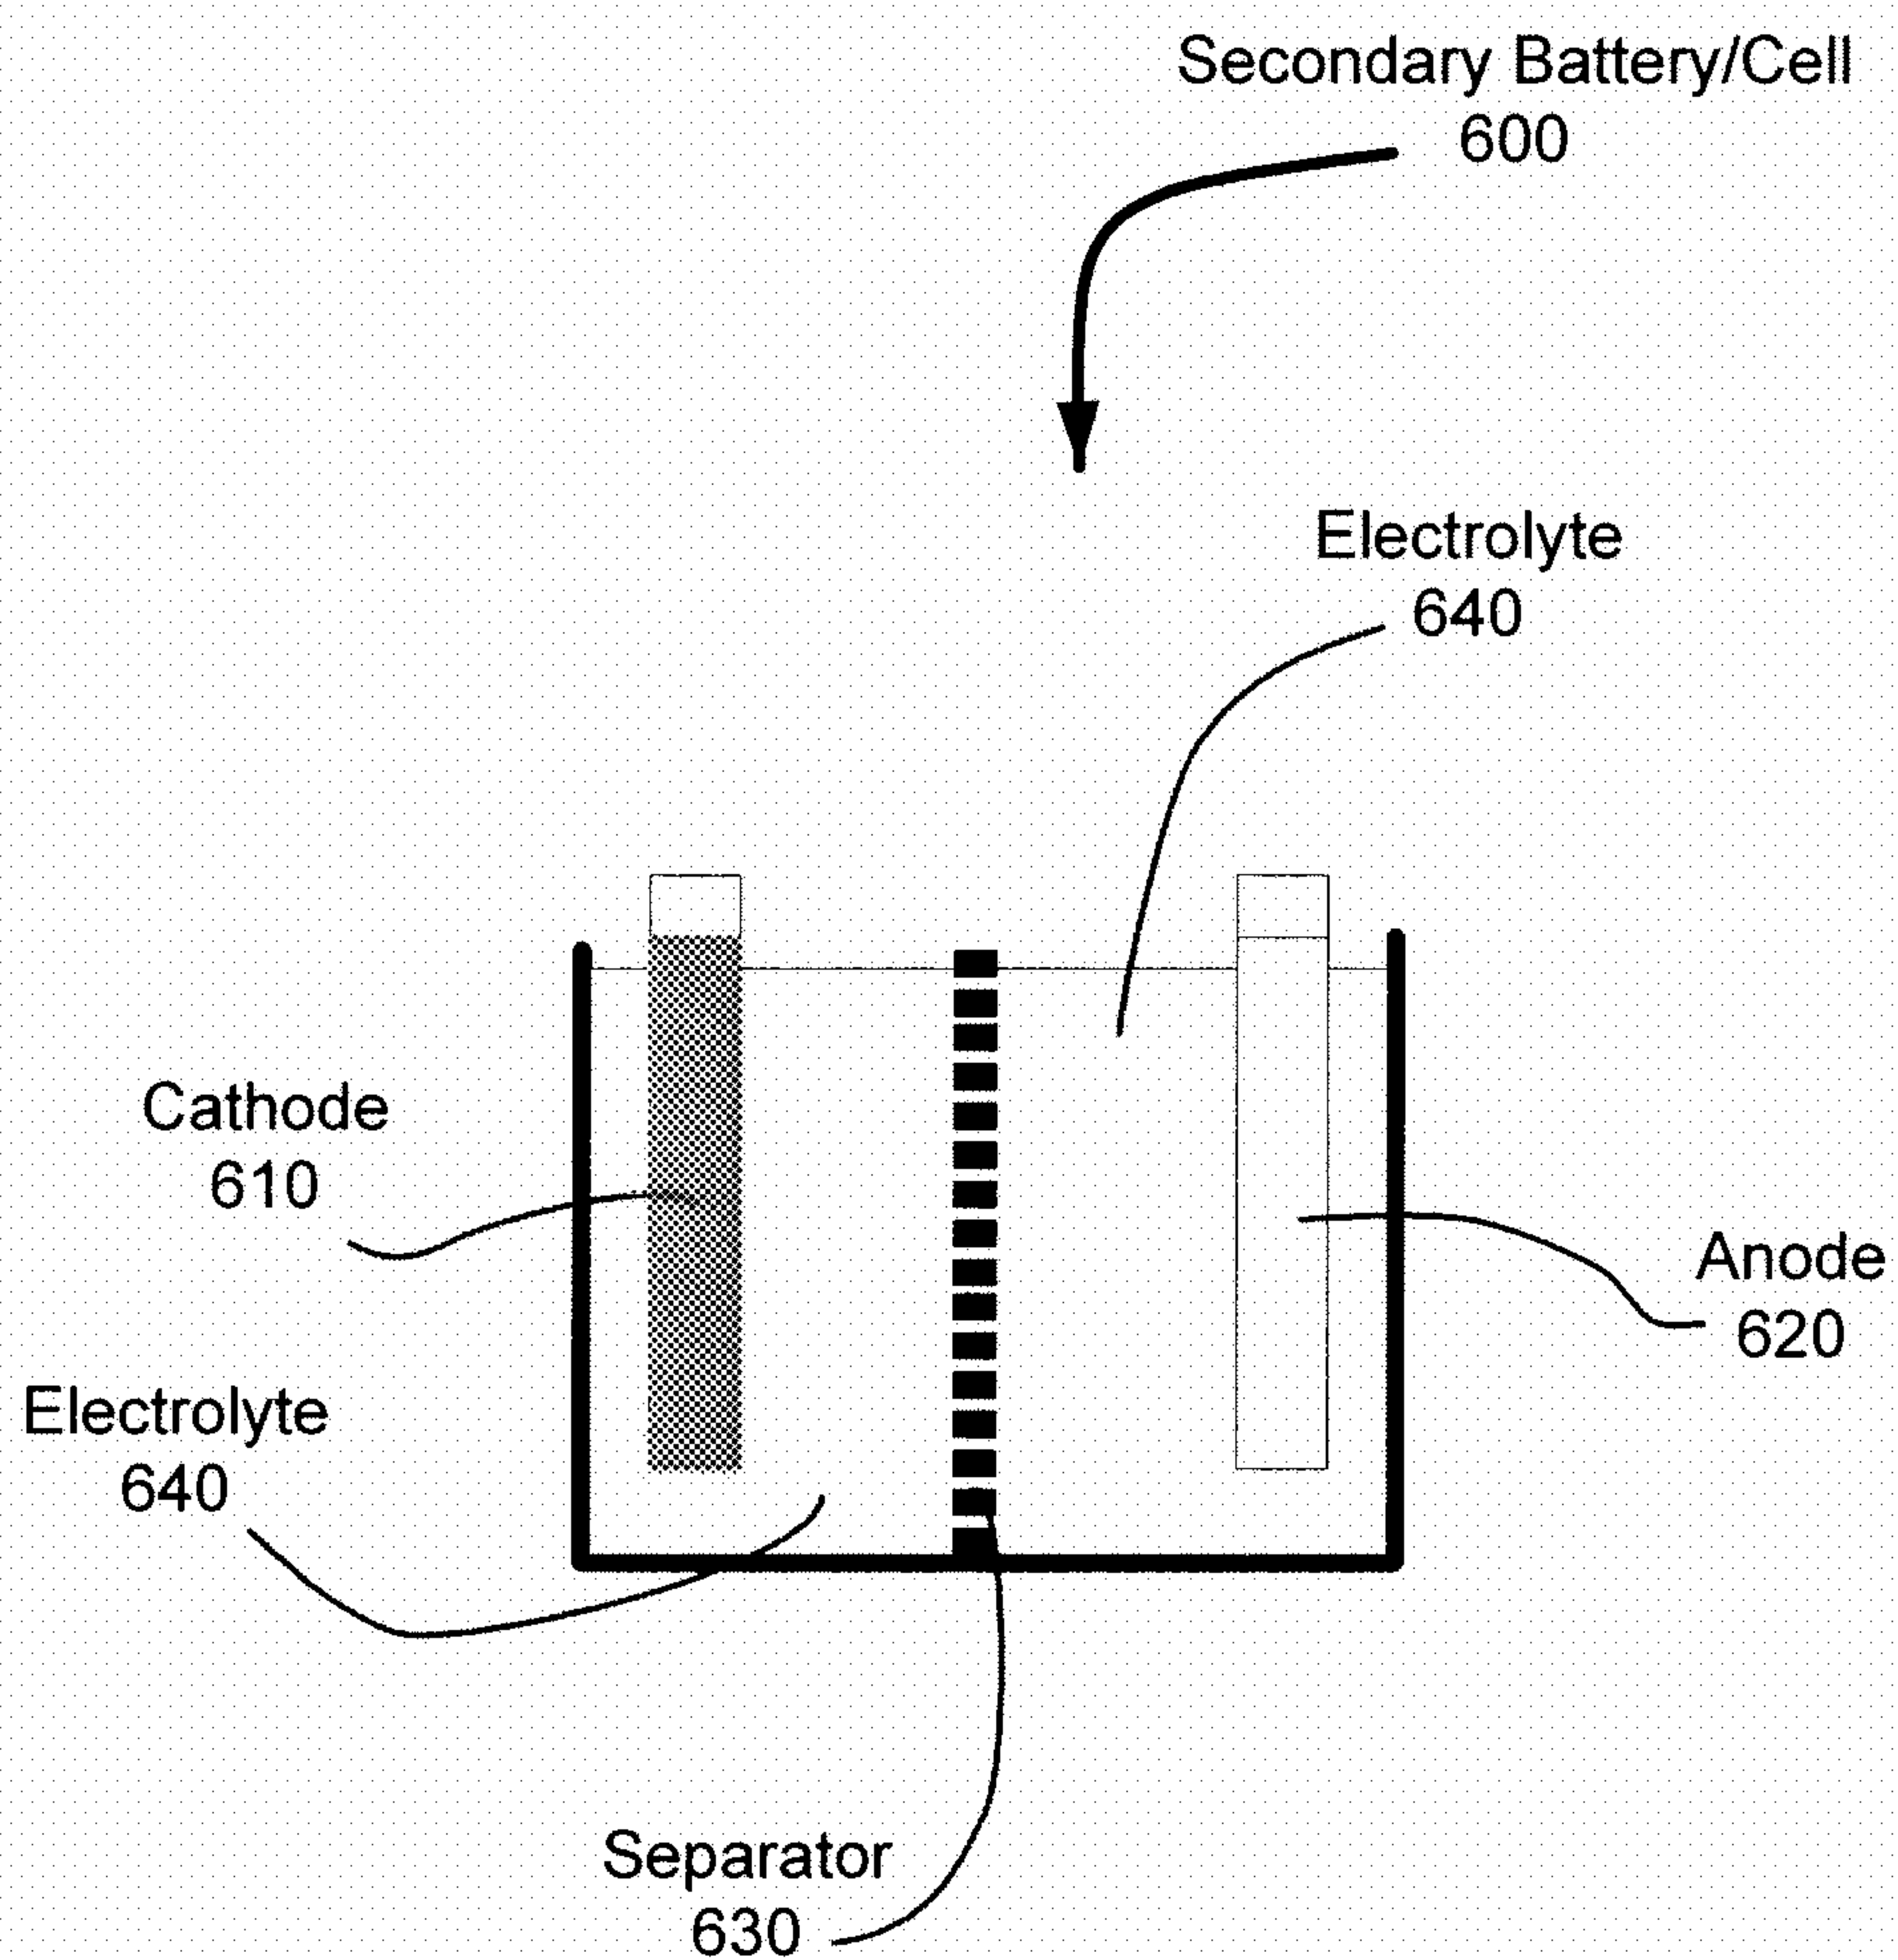 Secondary Battery/Cell
600
Electrolyte
640
Cathode
610
Anode
620
Electrolyte
640
Separator
630